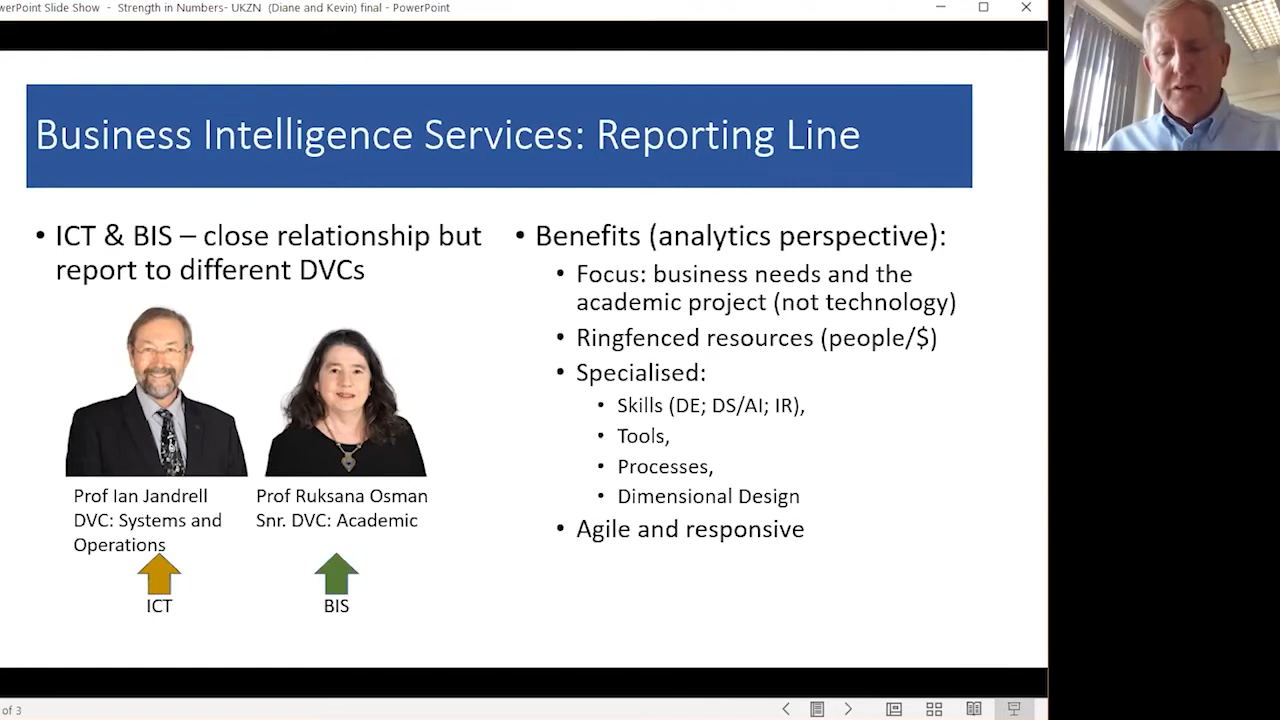 werPoint Slide Show - Strength in Numbers- UKZN (Diane and Kevin) final - PowerPoint
Business Intelligence Services: Reporting Line
• ICT & BIS – close relationship but
report to different DVCs
Prof Ian Jandrell
DVC: Systems and
Operations
ICT
Prof Ruksana Osman
Snr. DVC: Academic
BIS
• Benefits (analytics perspective):
• Focus: business needs and the
academic project (not technology)
• Ringfenced resources (people/$)
• Specialised:
• Skills (DE; DS/AI; IR),
• Tools,
• Processes,
• Dimensional Design
• Agile and responsive
of 3